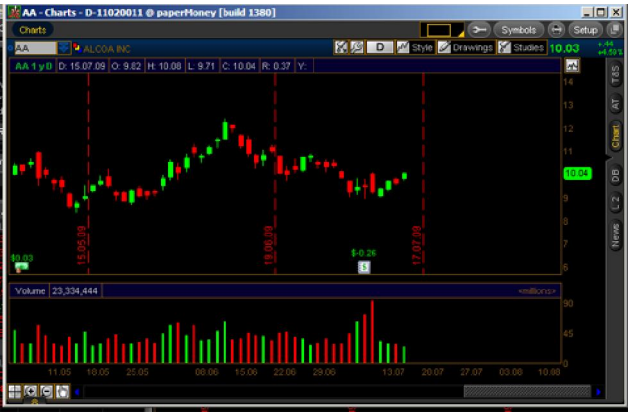 AA - Charts - D-11020011 @ paperMoney [build 1380]
Charts
Symbols
Setup
AA
ALCOA INC
D
Style
Drawings
Studies
10.03
+.44
+4.59%
AA 1 y D
D: 15.07.09
O: 9.82
H: 10.08
L: 9.71
C: 10.04
R: 0.37
V:
14
13
12
11
10.04
9
8
7
6
15.05.09
19.06.09
17.07.09
$0.03
$-0.26
T&S
AT
Chart
DB
L 2
News
Volume
23,334,444
<millions>
90
45
0
11.05
18.05
25.05
08.06
15.06
22.06
29.06
13.07
20.07
27.07
03.08
10.08